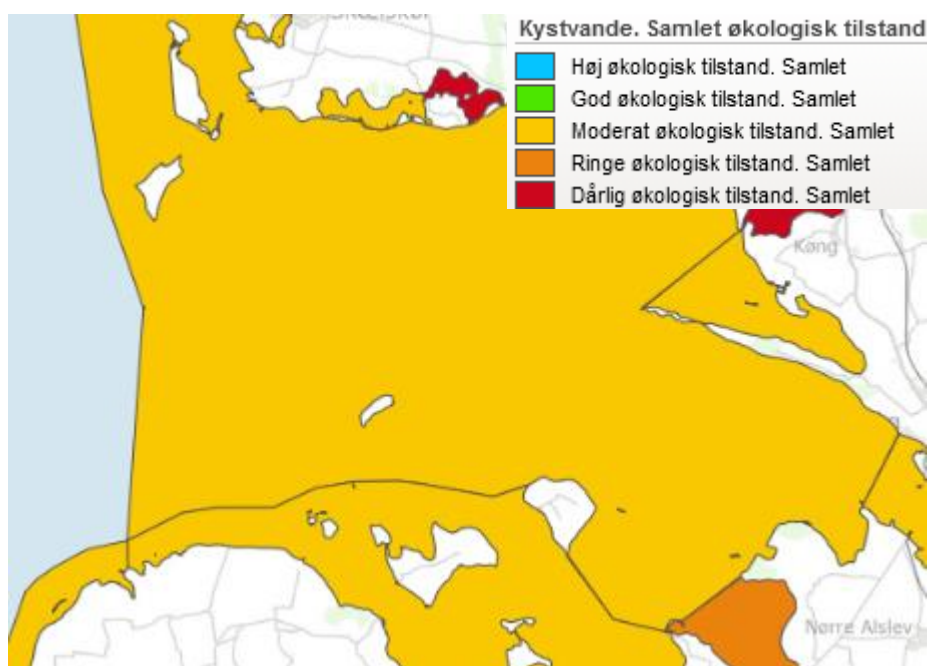 Kystvande. Samlet økologisk tilstand
Høj økologisk tilstand. Samlet
God økologisk tilstand. Samlet
Moderat økologisk tilstand. Samlet
Ringe økologisk tilstand. Samlet
Dårlig økologisk tilstand. Samlet
Køng
Nørre Alslev